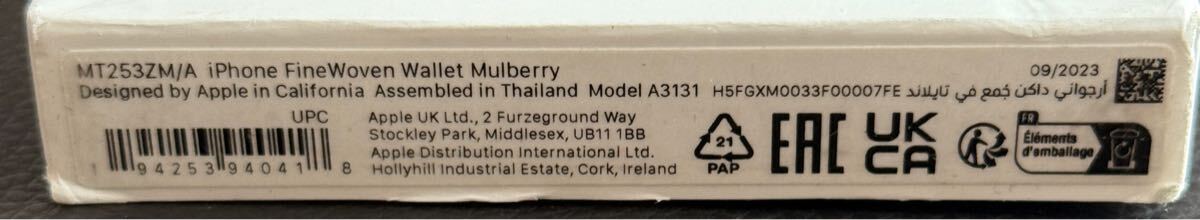 MT253ZM/A iPhone FineWoven Wallet Mulberry
09/2023
Designed by Apple in California Assembled in Thailand Model A3131 H5FGXM0033F00007FE أرجواني داكن جُمع في تايلاند
UPC
1 94253 94041 8
Apple UK Ltd., 2 Furzeground Way
Stockley Park, Middlesex, UB11 1BB
Apple Distribution International Ltd.
Hollyhill Industrial Estate, Cork, Ireland
21
PAP
EAC
UK
CA
FR
Éléments
d'emballage